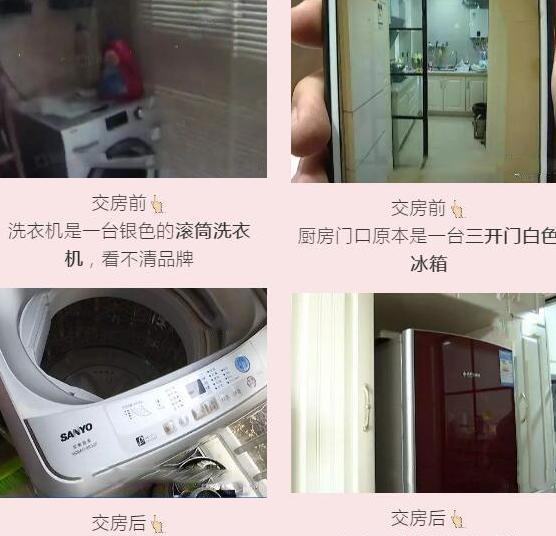 交房前👆
洗衣机是一台银色的滚筒洗衣
机，看不清品牌
交房前👆
厨房门口原本是一台三开门白色
冰箱
SANYO
交房后👆
交房后👆